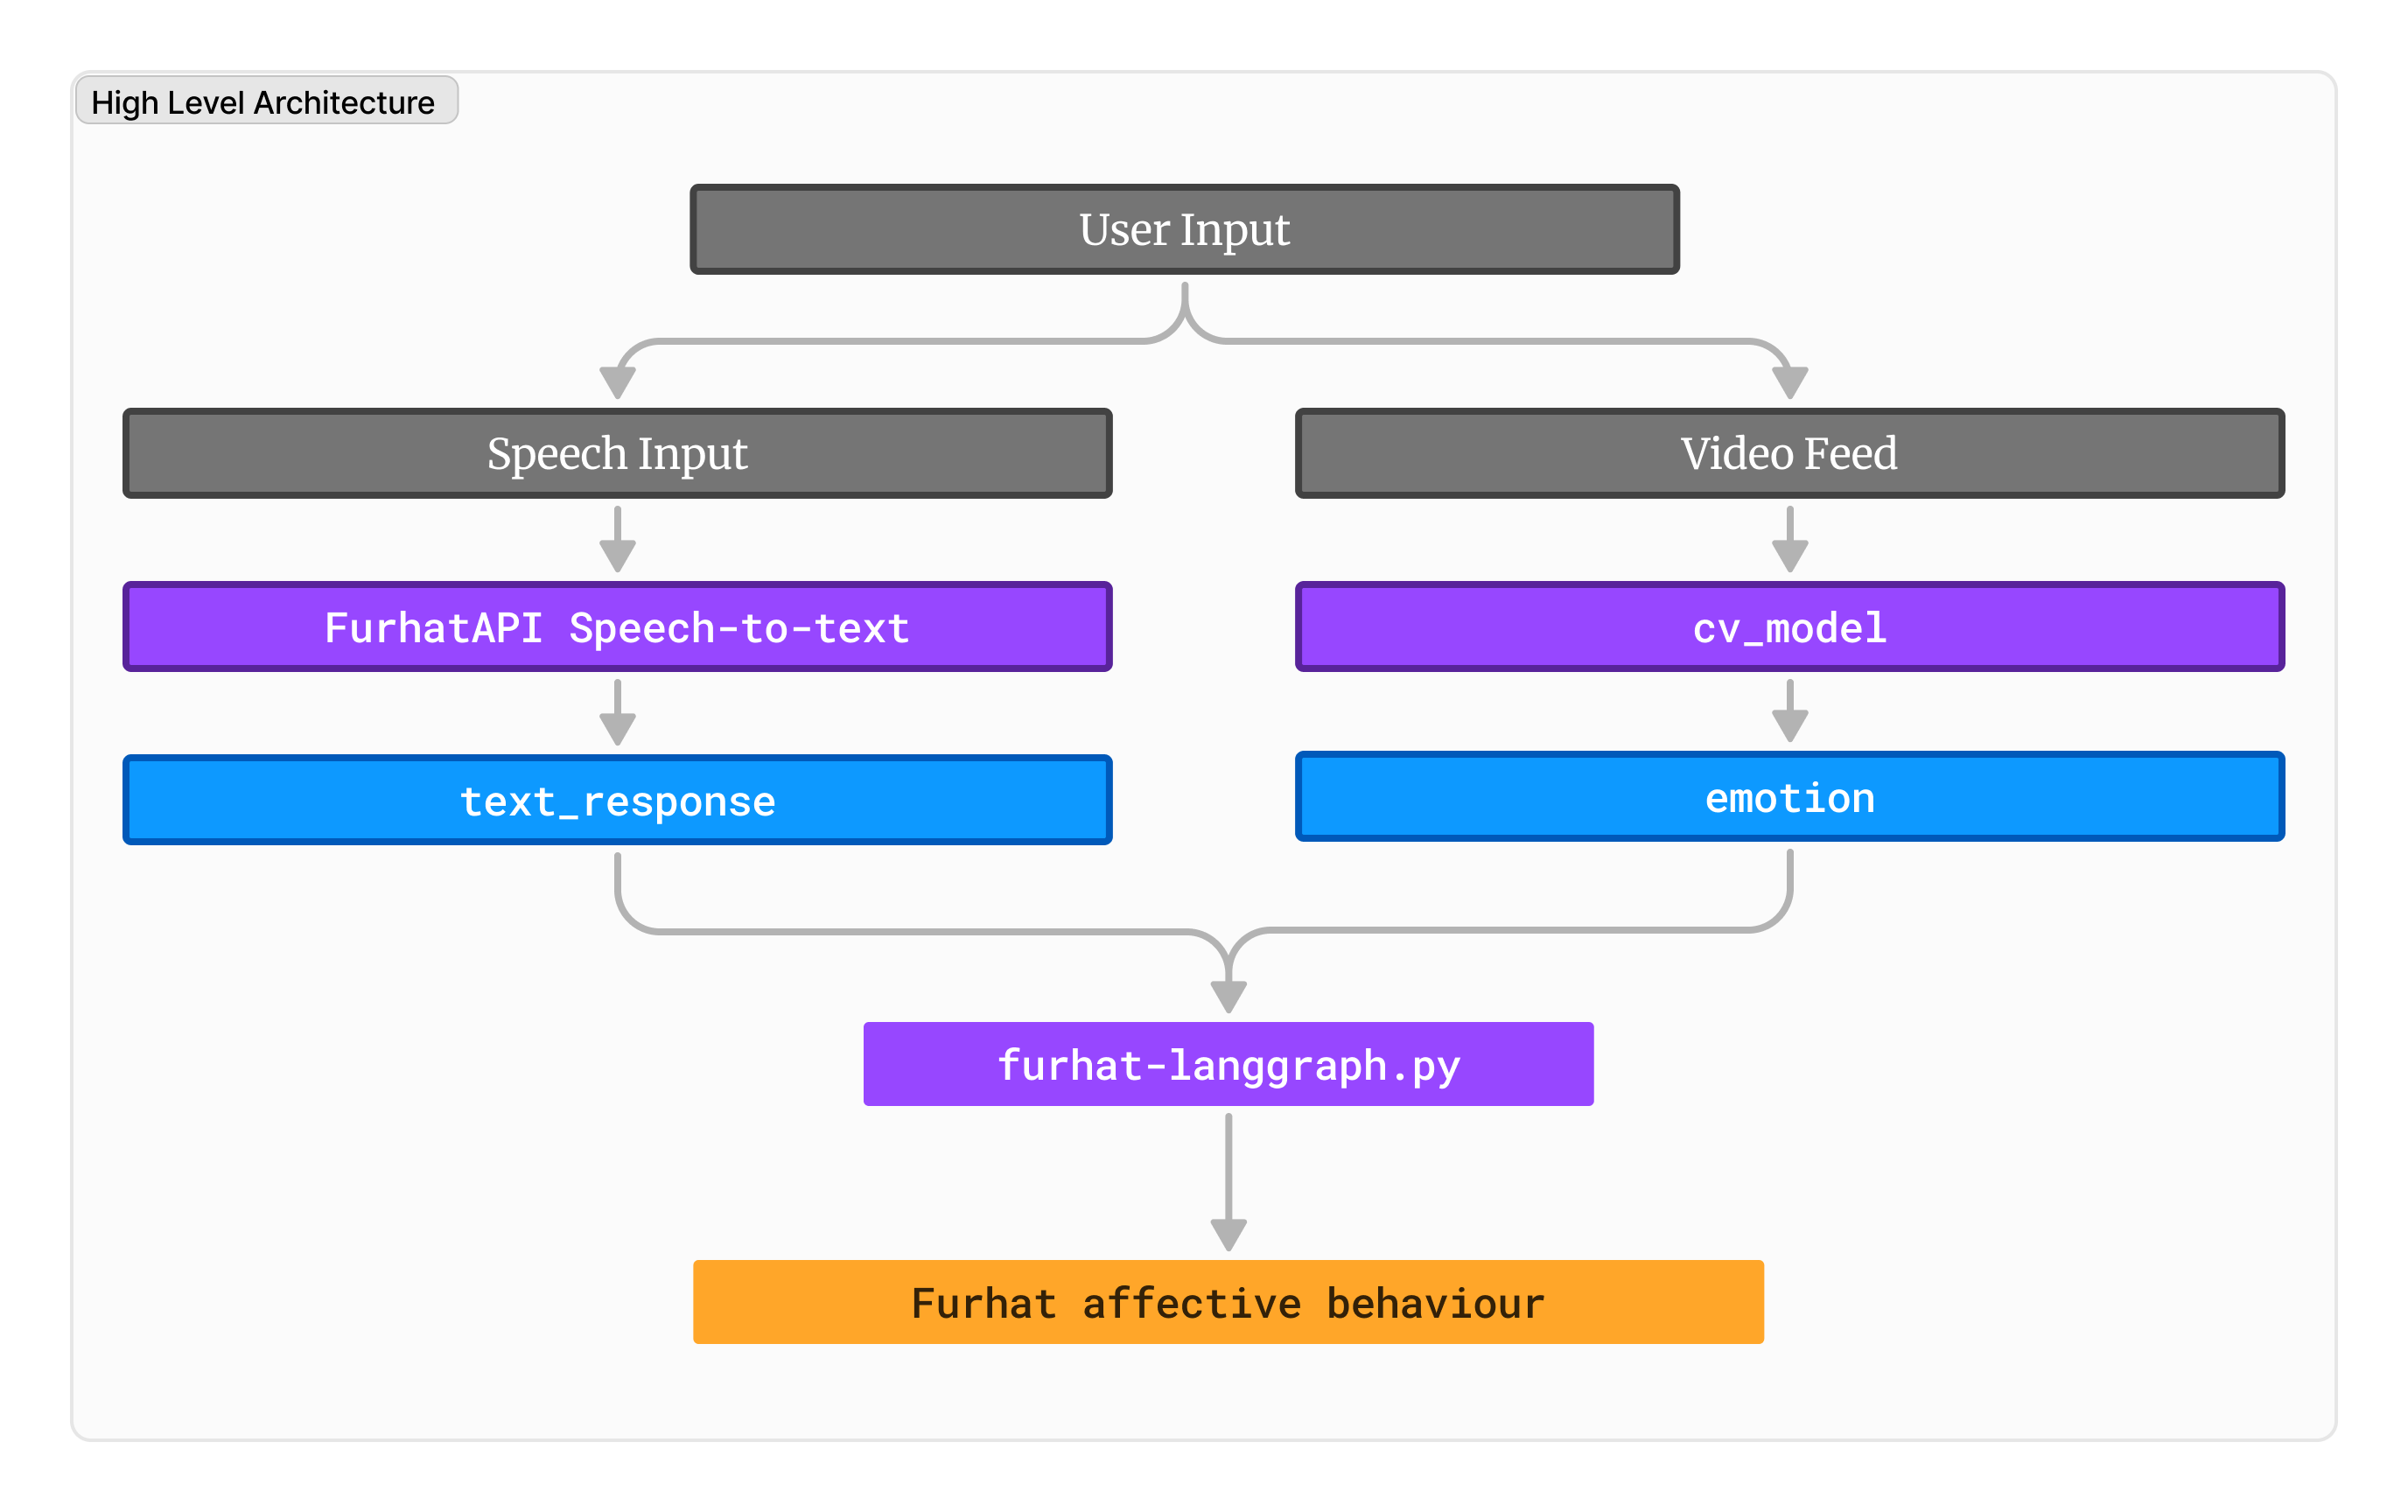 High Level Architecture
User Input
Speech Input
Video Feed
FurhatAPI Speech-to-text
cv_model
text_response
emotion
furhat-langgraph.py
Furhat affective behaviour